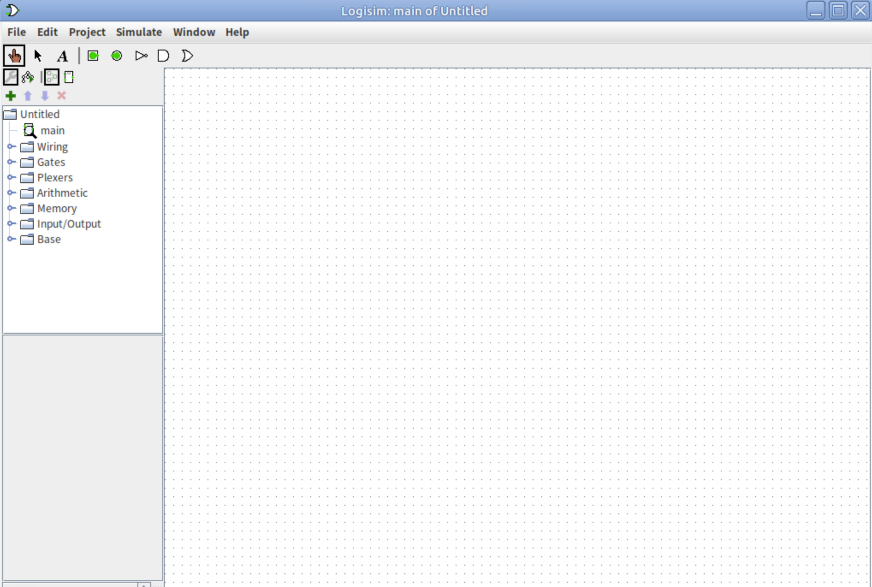 Logisim: main of Untitled
File Edit Project Simulate Window Help
A
Untitled
main
Wiring
Gates
Plexers
Arithmetic
Memory
Input/Output
Base